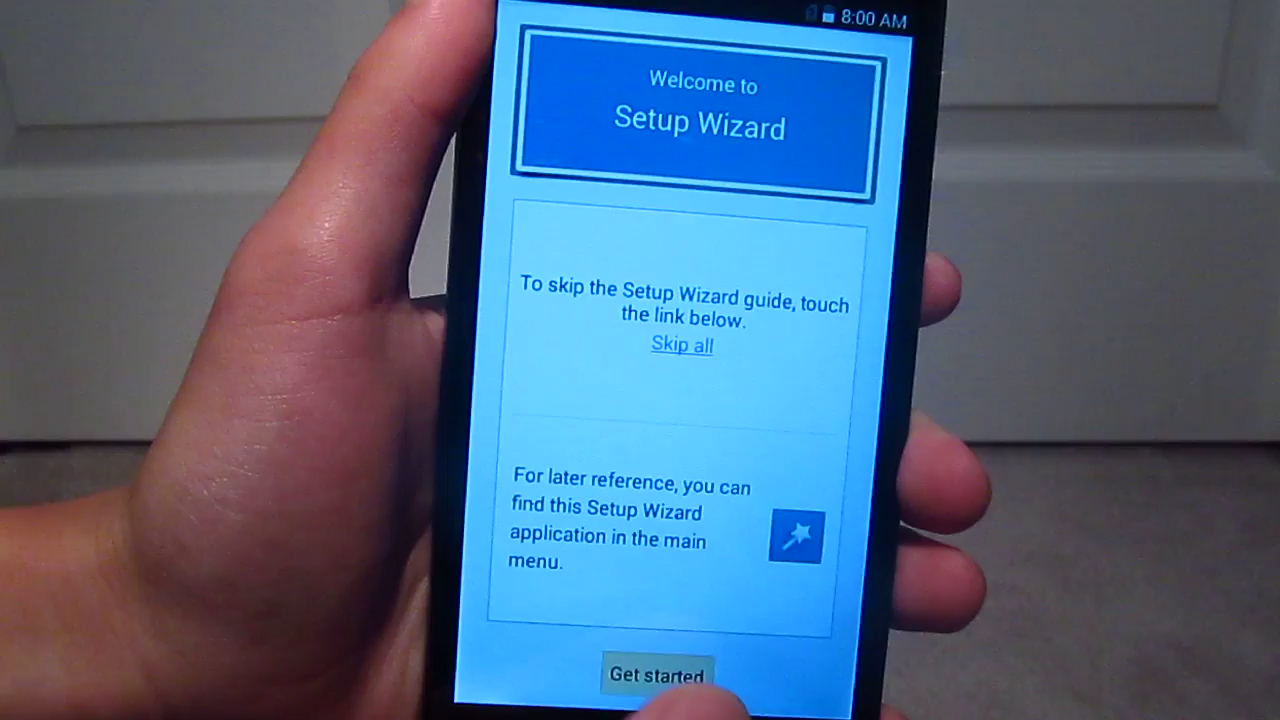 8:00 AM
Welcome to
Setup Wizard
To skip the Setup Wizard guide, touch
the link below.
Skip all
For later reference, you can
find this Setup Wizard
application in the main
menu.
Get started